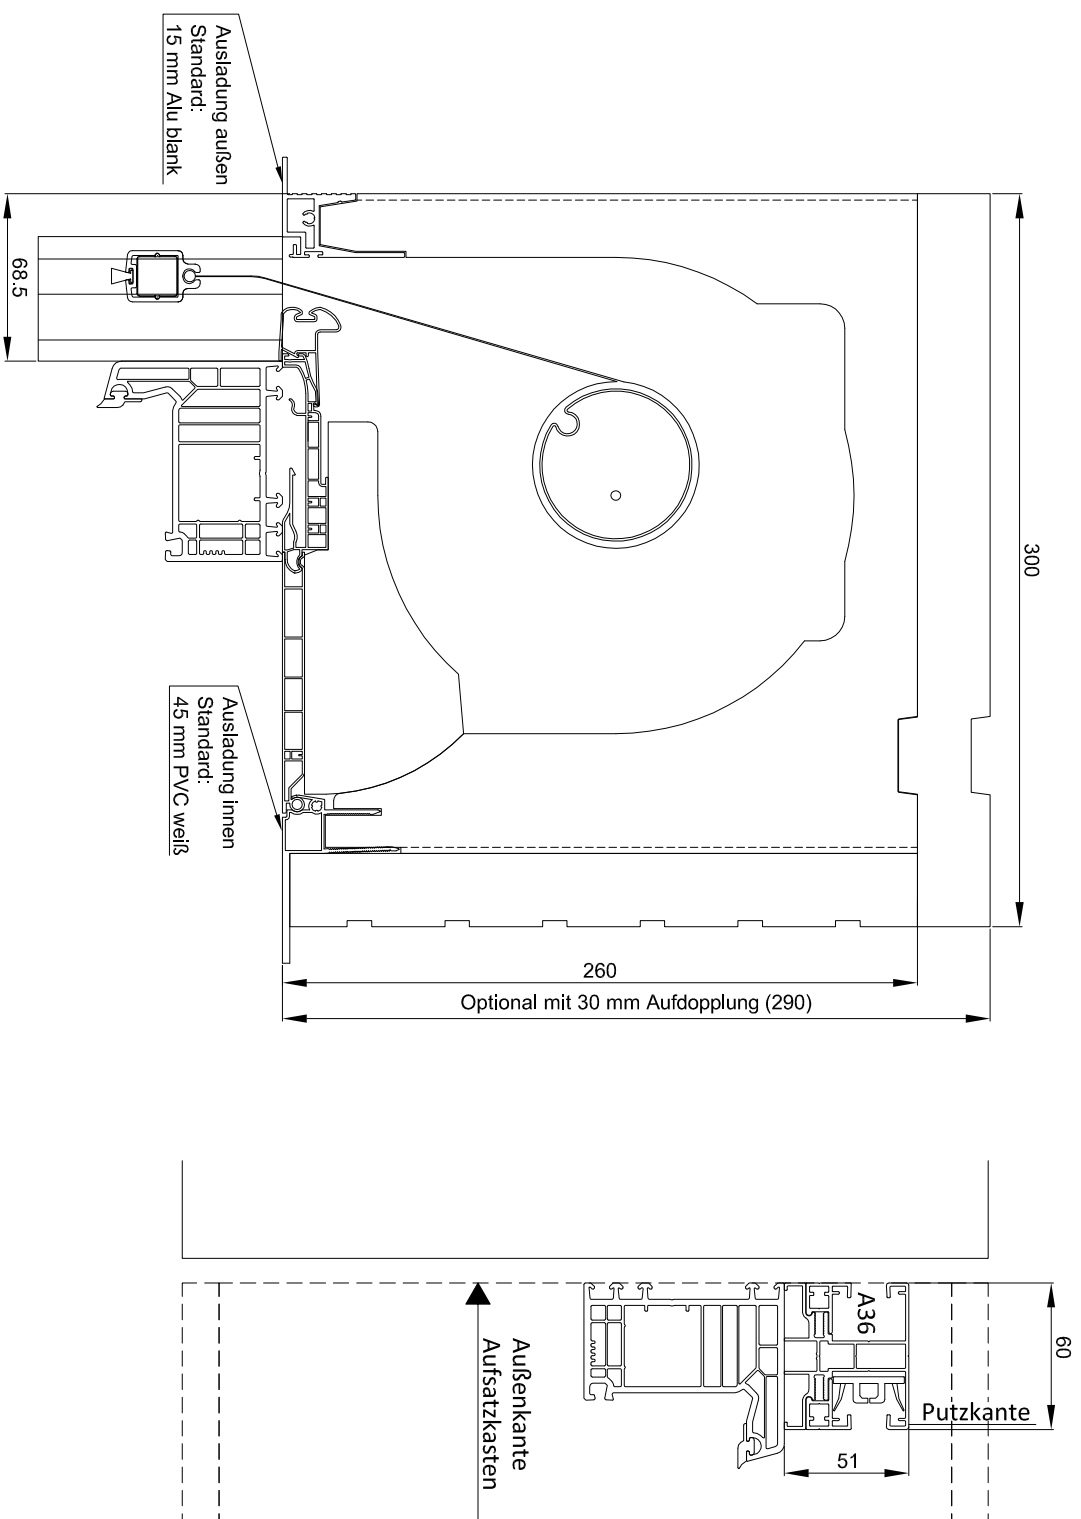 Ausladung außen
Standard:
15 mm Alu blank
68.5
300
Ausladung innen
Standard:
45 mm PVC weiß
260
Optional mit 30 mm Aufdopplung (290)
A36
60
Putzkante
51
Außenkante
Aufsatzkasten